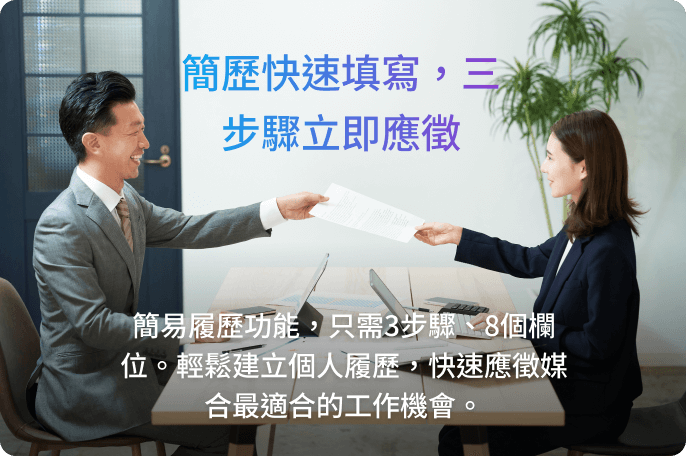 簡歷快速填寫，三
步驟立即應徵
簡易履歷功能，只需3步驟、8個欄
位。輕鬆建立個人履歷，快速應徵媒
合最適合的工作機會。